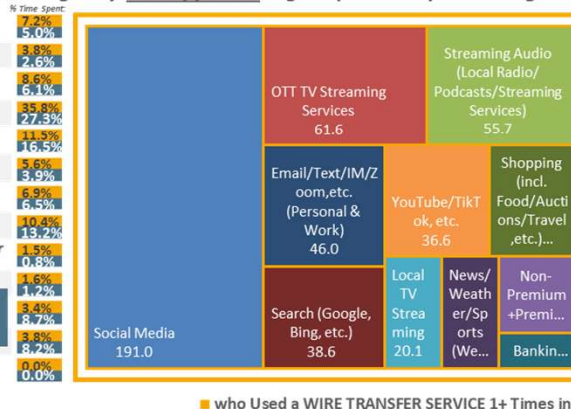 % Time Spent:
7.2%
5.0%
3.8%
2.6%
8.6%
6.1%
35.8%
27.3%
11.5%
16.5%
5.6%
3.9%
6.9%
6.5%
10.4%
13.2%
1.5%
0.8%
1.6%
1.2%
3.4%
8.7%
3.8%
8.2%
0.0%
0.0%
Social Media
191.0
OTT TV Streaming
Services
61.6
Streaming Audio
(Local Radio/
Podcasts/Streaming
Services)
55.7
Email/Text/IM/Z
oom,etc.
(Personal &
Work)
46.0
YouTube/TikT
ok, etc.
36.6
Shopping
(incl.
Food/Aucti
ons/Travel
,etc.)...
Search (Google,
Bing, etc.)
38.6
Local
TV
Strea
ming
20.1
News/
Weath
er/Sp
orts
(We...
Non-
Premium
+Premi...
Bankin...
who Used a WIRE TRANSFER SERVICE 1+ Times in